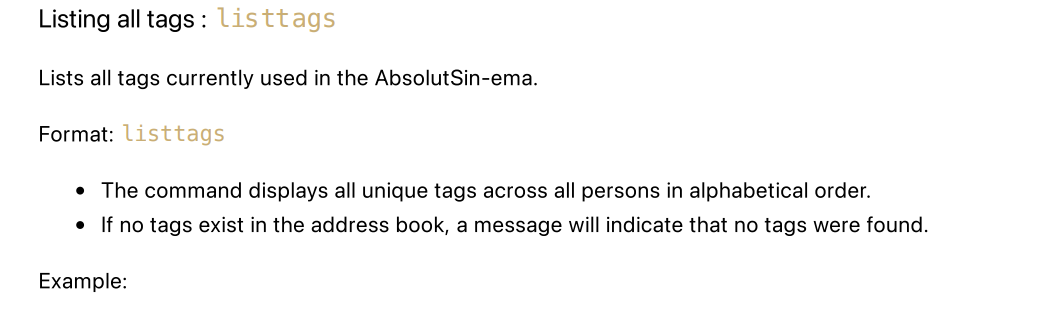 Listing all tags : listtags
Lists all tags currently used in the AbsolutSin-ema.
Format: listtags
• The command displays all unique tags across all persons in alphabetical order.
• If no tags exist in the address book, a message will indicate that no tags were found.
Example: